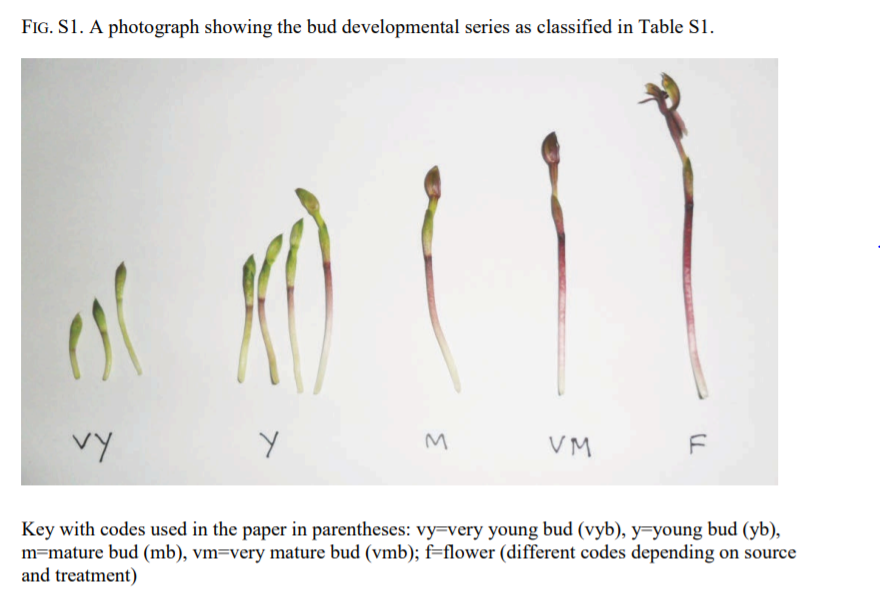 FIG. S1. A photograph showing the bud developmental series as classified in Table S1.
VY Y M VM F
Key with codes used in the paper in parentheses: vy=very young bud (vyb), y=young bud (yb),
m=mature bud (mb), vm=very mature bud (vmb); f=flower (different codes depending on source
and treatment)